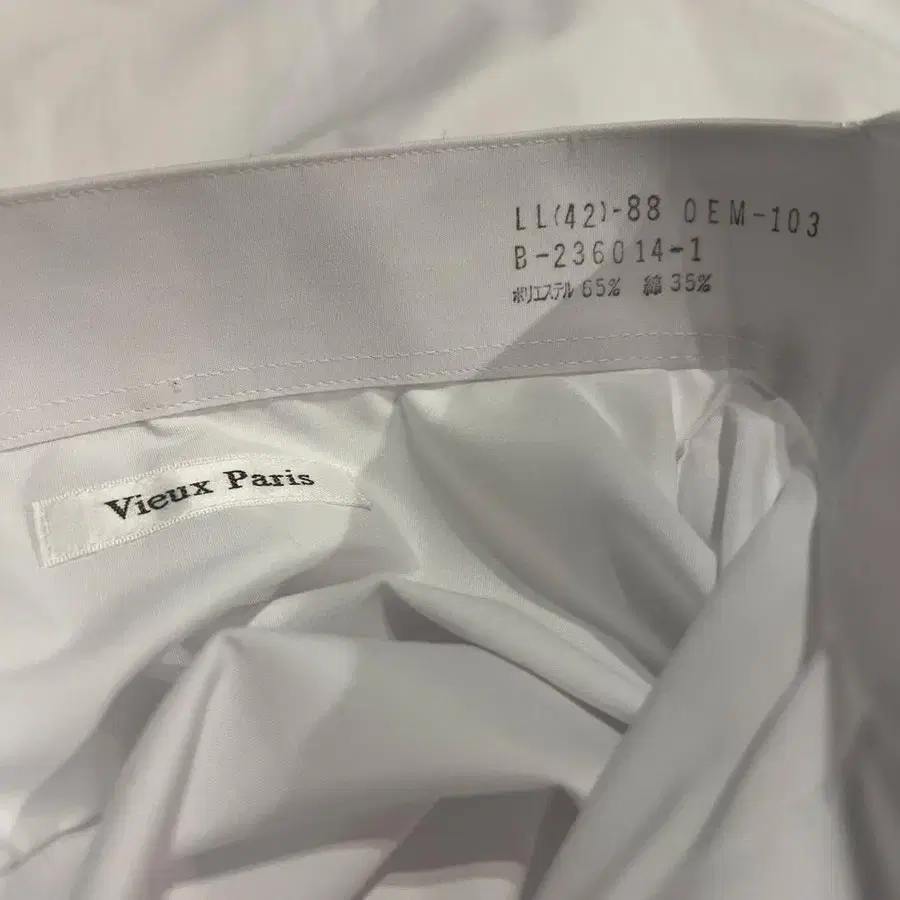 LL(42)-88 OEM-103
B-236014-1
ポリエステル 65% 綿 35%
Vieux Paris